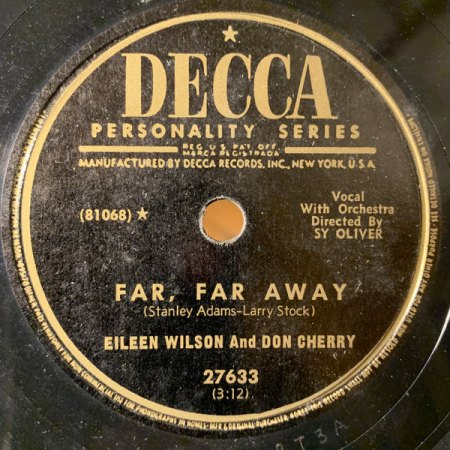 DECCA
PERSONALITY SERIES
REG. U.S. PAT. OFF.
MARCA REGISTRADA
MANUFACTURED BY DECCA RECORDS, INC., NEW YORK, U.S.A.
(81068) ★
Vocal
With Orchestra
Directed By
SY OLIVER
FAR, FAR AWAY
(Stanley Adams-Larry Stock)
EILEEN WILSON And DON CHERRY
27633
(3:12)